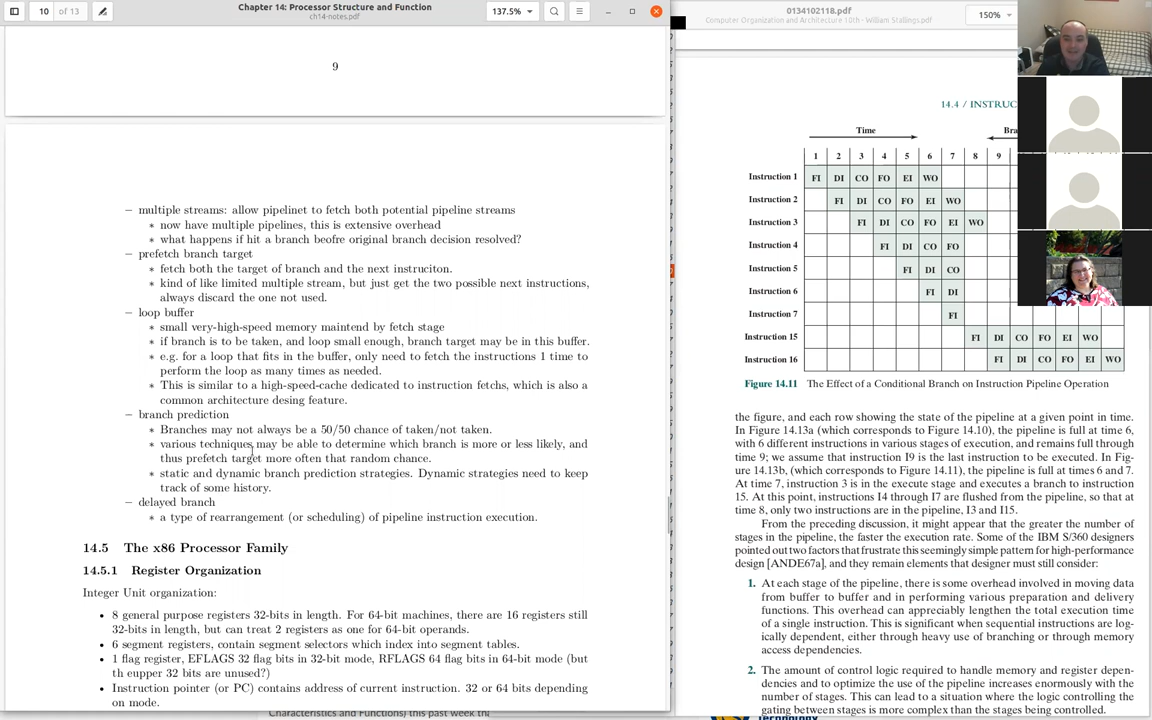 10 of 13
Chapter 14: Processor Structure and Function
ch14-notes.pdf
137.5%
9
– multiple streams: allow pipelinet to fetch both potential pipeline streams
∗ now have multiple pipelines, this is extensive overhead
∗ what happens if hit a branch beofre original branch decision resolved?
– prefetch branch target
∗ fetch both the target of branch and the next instruciton.
∗ kind of like limited multiple stream, but just get the two possible next instructions,
always discard the one not used.
– loop buffer
∗ small very-high-speed memory maintend by fetch stage
∗ if branch is to be taken, and loop small enough, branch target may be in this buffer.
∗ e.g. for a loop that fits in the buffer, only need to fetch the instructions 1 time to
perform the loop as many times as needed.
∗ This is similar to a high-speed-cache dedicated to instruction fetchs, which is also a
common architecture desing feature.
– branch prediction
∗ Branches may not always be a 50/50 chance of taken/not taken.
∗ various techniques may be able to determine which branch is more or less likely, and
thus prefetch target more often that random chance.
∗ static and dynamic branch prediction strategies. Dynamic strategies need to keep
track of some history.
– delayed branch
∗ a type of rearrangement (or scheduling) of pipeline instruction execution.
14.5 The x86 Processor Family
14.5.1 Register Organization
Integer Unit organization:
• 8 general purpose registers 32-bits in length. For 64-bit machines, there are 16 registers still
32-bits in length, but can treat 2 registers as one for 64-bit operands.
• 6 segment registers, contain segment selectors which index into segment tables.
• 1 flag register, EFLAGS 32 flag bits in 32-bit mode, RFLAGS 64 flag bits in 64-bit mode (but
th eupper 32 bits are unused?)
• Instruction pointer (or PC) contains address of current instruction. 32 or 64 bits depending
on mode.
0134102118.pdf
Computer Organization and Architecture 10th - William Stallings.pdf
150%
14.4 / INSTRUC
Time
Bra
1 2 3 4 5 6 7 8 9
Instruction 1 FI DI CO FO EI WO
Instruction 2 FI DI CO FO EI WO
Instruction 3 FI DI CO FO EI WO
Instruction 4 FI DI CO FO
Instruction 5 FI DI CO
Instruction 6 FI DI
Instruction 7 FI
Instruction 15 FI DI CO FO EI WO
Instruction 16 FI DI CO FO EI WO
Figure 14.11 The Effect of a Conditional Branch on Instruction Pipeline Operation
the figure, and each row showing the state of the pipeline at a given point in time.
In Figure 14.13a (which corresponds to Figure 14.10), the pipeline is full at time 6,
with 6 different instructions in various stages of execution, and remains full through
time 9; we assume that instruction I9 is the last instruction to be executed. In Fig-
ure 14.13b, (which corresponds to Figure 14.11), the pipeline is full at times 6 and 7.
At time 7, instruction 3 is in the execute stage and executes a branch to instruction
15. At this point, instructions I4 through I7 are flushed from the pipeline, so that at
time 8, only two instructions are in the pipeline, I3 and I15.
From the preceding discussion, it might appear that the greater the number of
stages in the pipeline, the faster the execution rate. Some of the IBM S/360 designers
pointed out two factors that frustrate this seemingly simple pattern for high-performance
design [ANDE67a], and they remain elements that designer must still consider:
1. At each stage of the pipeline, there is some overhead involved in moving data
from buffer to buffer and in performing various preparation and delivery
functions. This overhead can appreciably lengthen the total execution time
of a single instruction. This is significant when sequential instructions are log-
ically dependent, either through heavy use of branching or through memory
access dependencies.
2. The amount of control logic required to handle memory and register depen-
dencies and to optimize the use of the pipeline increases enormously with the
number of stages. This can lead to a situation where the logic controlling the
gating between stages is more complex than the stages being controlled.
Characteristics and Functions) this past week th